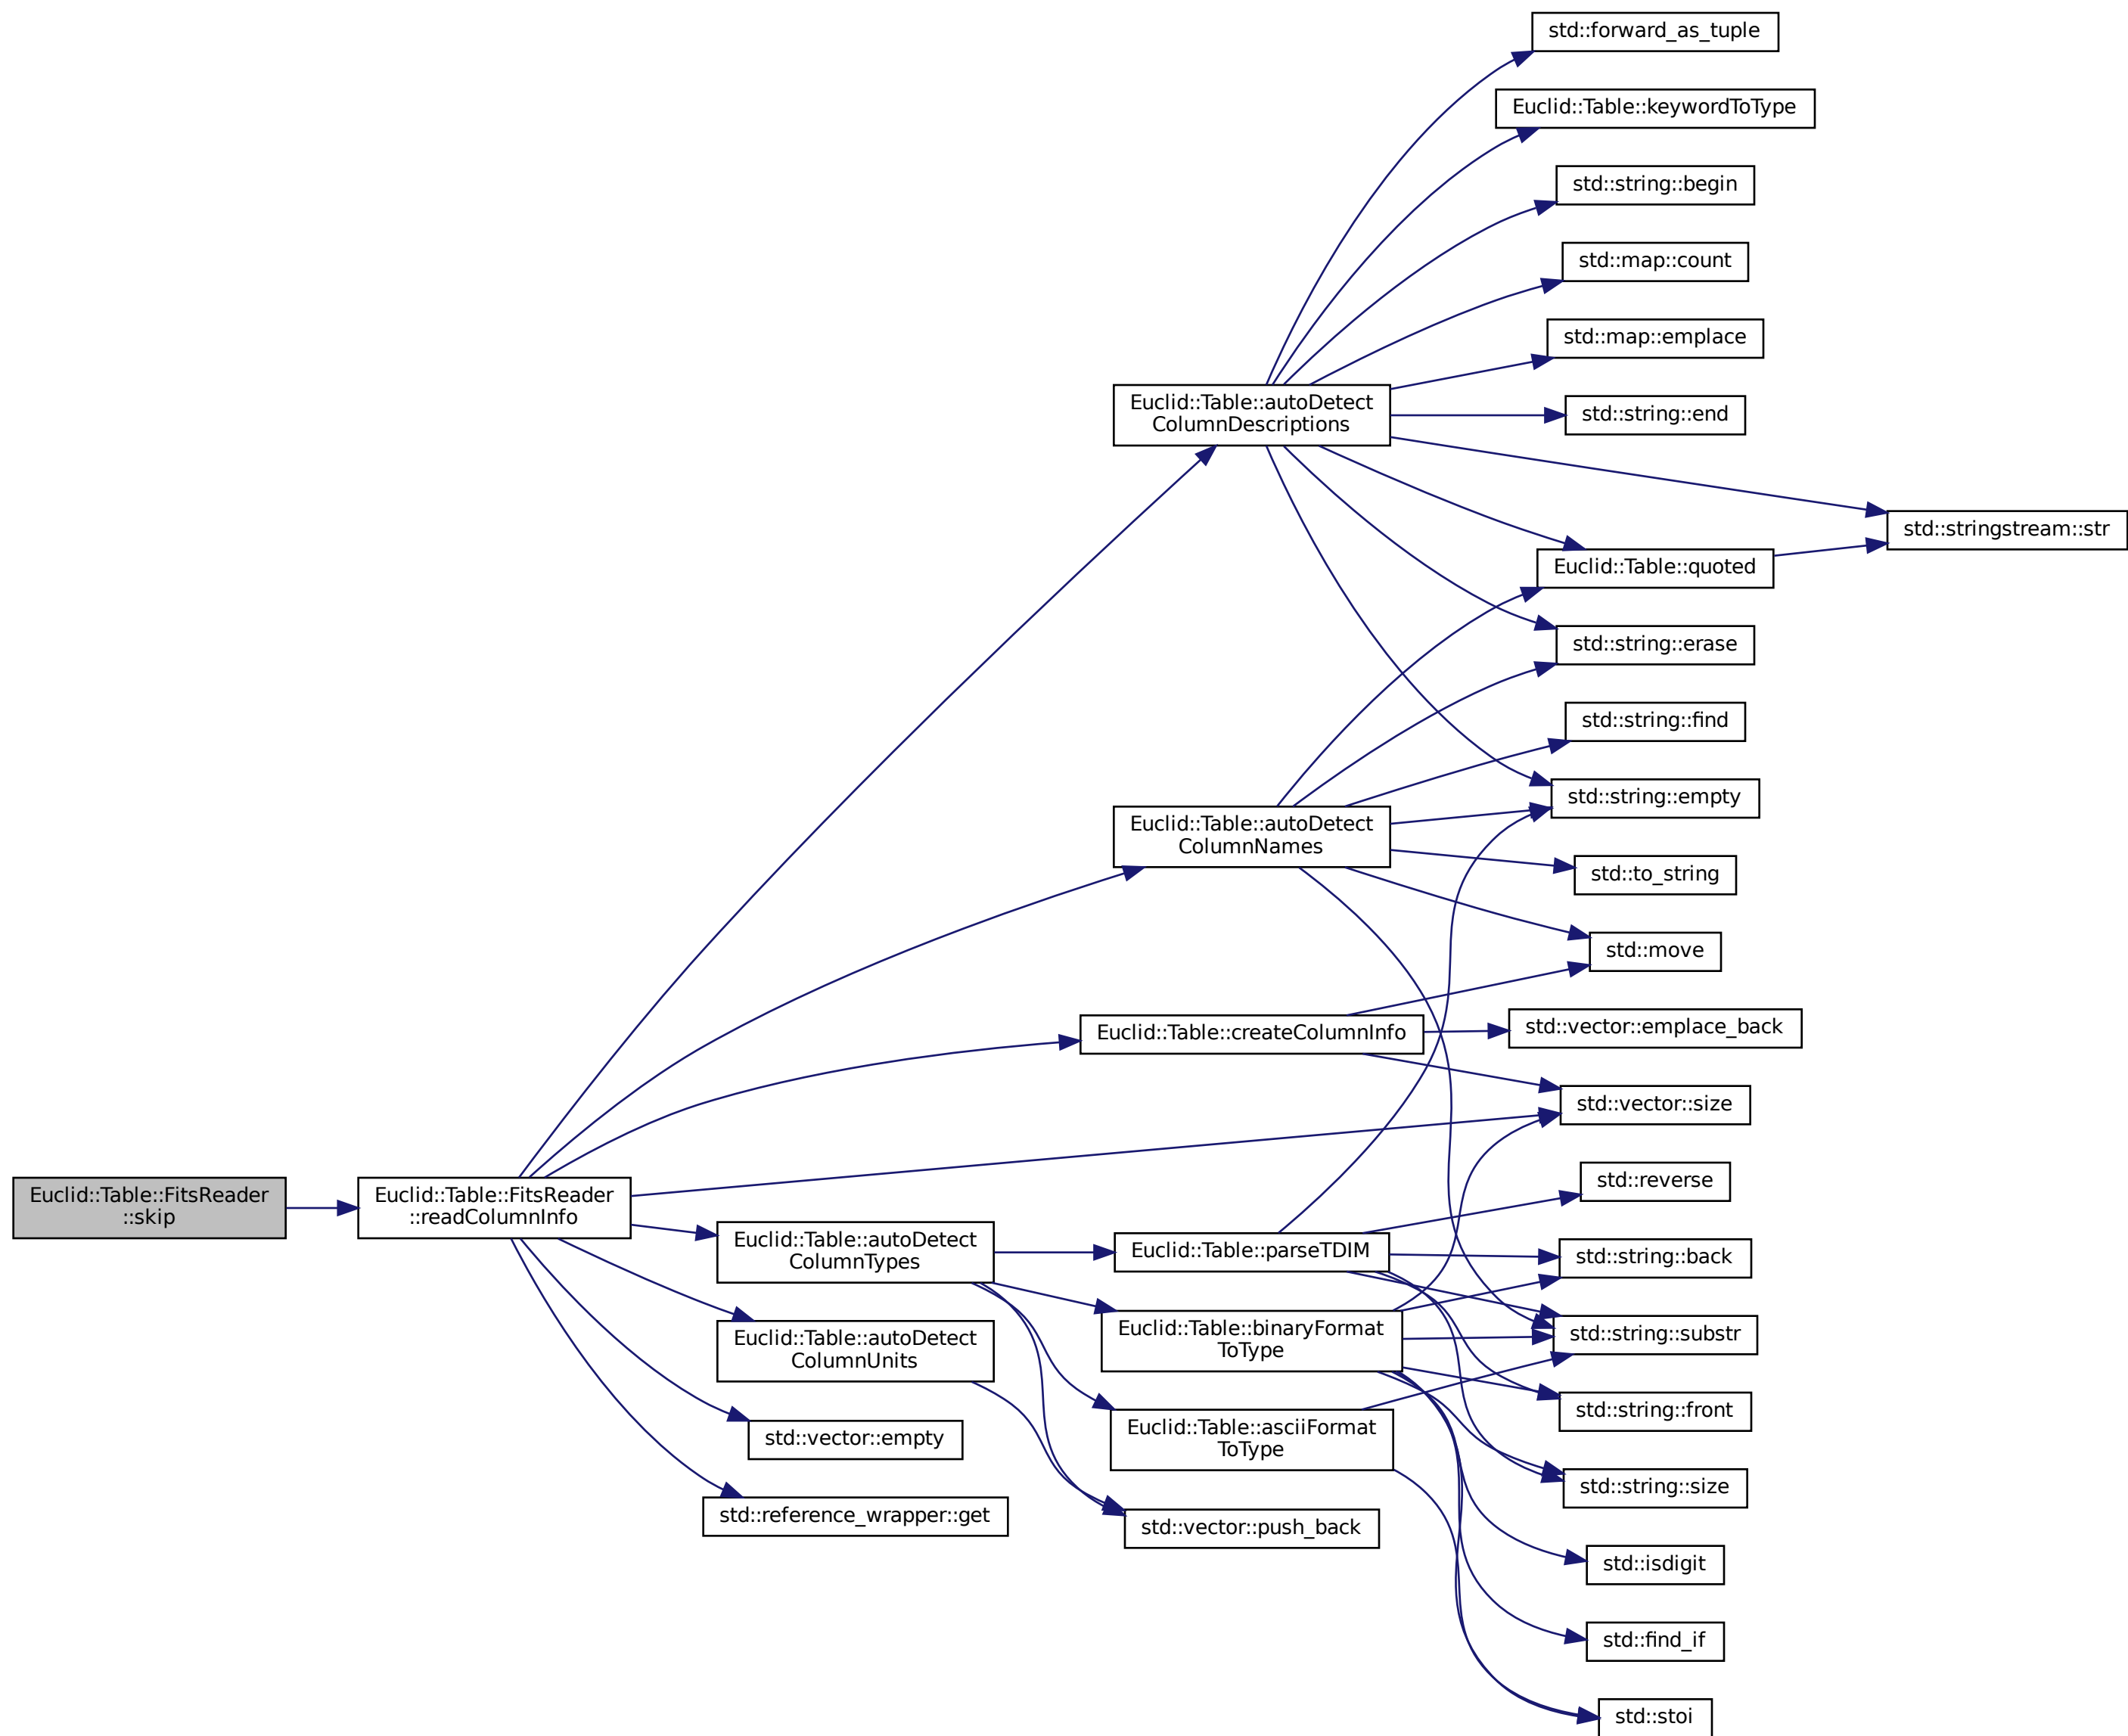 Euclid::Table::FitsReader
::skip
Euclid::Table::FitsReader
::readColumnInfo
Euclid::Table::autoDetect
ColumnDescriptions
Euclid::Table::autoDetect
ColumnNames
Euclid::Table::createColumnInfo
Euclid::Table::autoDetect
ColumnTypes
Euclid::Table::autoDetect
ColumnUnits
std::vector::empty
std::reference_wrapper::get
Euclid::Table::parseTDIM
Euclid::Table::binaryFormat
ToType
Euclid::Table::asciiFormat
ToType
std::vector::push_back
std::forward_as_tuple
Euclid::Table::keywordToType
std::string::begin
std::map::count
std::map::emplace
std::string::end
std::stringstream::str
Euclid::Table::quoted
std::string::erase
std::string::find
std::string::empty
std::to_string
std::move
std::vector::emplace_back
std::vector::size
std::reverse
std::string::back
std::string::substr
std::string::front
std::string::size
std::isdigit
std::find_if
std::stoi